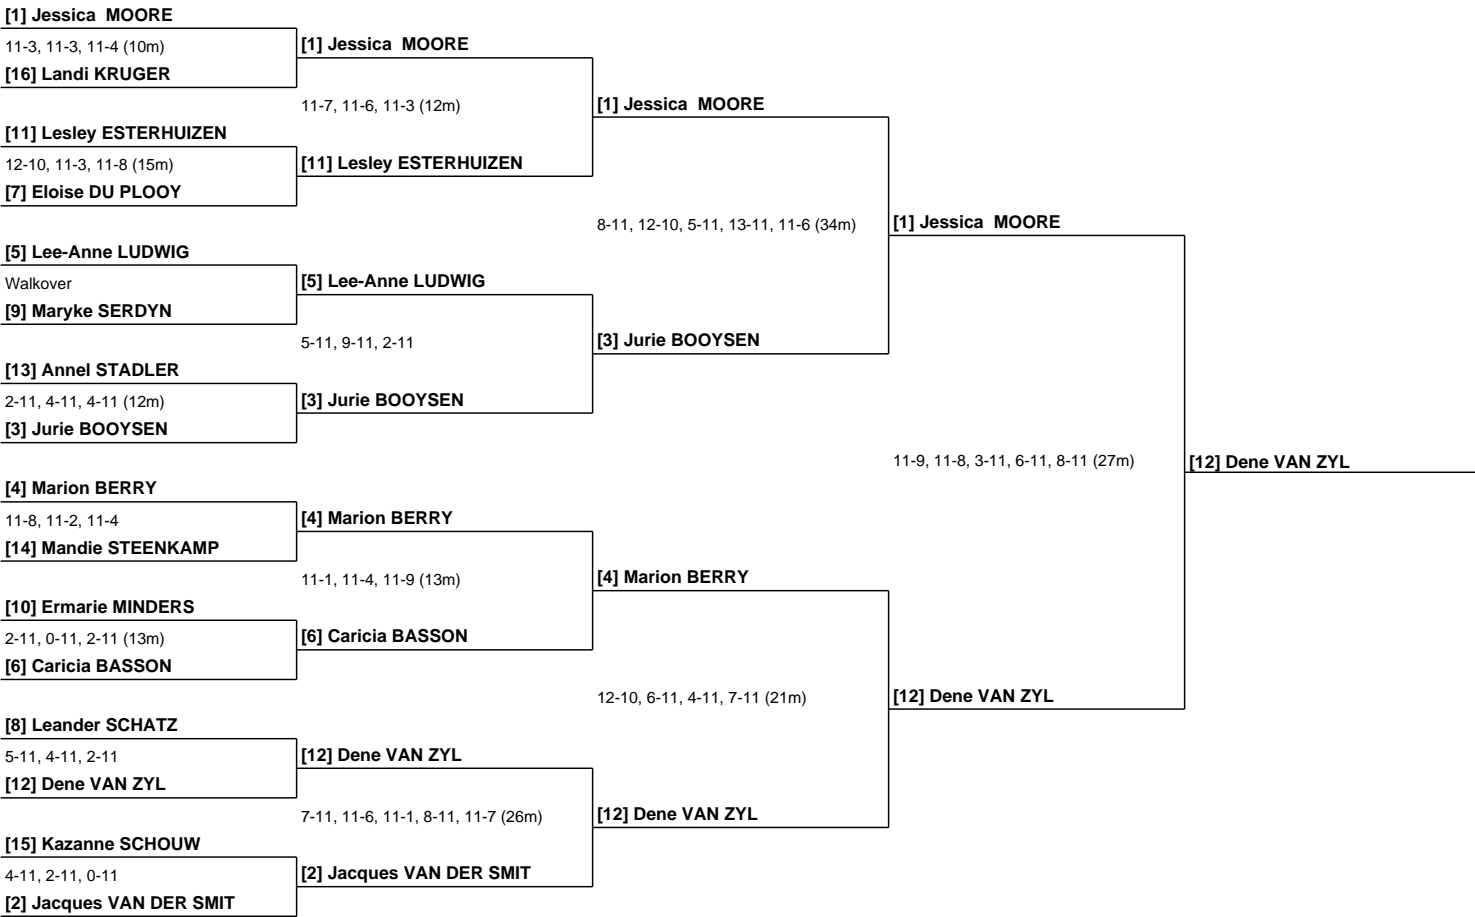 [1] Jessica  MOORE
11-3, 11-3, 11-4 (10m)
[16] Landi KRUGER
[11] Lesley ESTERHUIZEN
12-10, 11-3, 11-8 (15m)
[7] Eloise DU PLOOY
[5] Lee-Anne LUDWIG
Walkover
[9] Maryke SERDYN
[13] Annel STADLER
2-11, 4-11, 4-11 (12m)
[3] Jurie BOOYSEN
[4] Marion BERRY
11-8, 11-2, 11-4
[14] Mandie STEENKAMP
[10] Ermarie MINDERS
2-11, 0-11, 2-11 (13m)
[6] Caricia BASSON
[8] Leander SCHATZ
5-11, 4-11, 2-11
[12] Dene VAN ZYL
[15] Kazanne SCHOUW
4-11, 2-11, 0-11
[2] Jacques VAN DER SMIT
[1] Jessica  MOORE
11-7, 11-6, 11-3 (12m)
[11] Lesley ESTERHUIZEN
[5] Lee-Anne LUDWIG
5-11, 9-11, 2-11
[3] Jurie BOOYSEN
[4] Marion BERRY
11-1, 11-4, 11-9 (13m)
[6] Caricia BASSON
[12] Dene VAN ZYL
7-11, 11-6, 11-1, 8-11, 11-7 (26m)
[2] Jacques VAN DER SMIT
[1] Jessica  MOORE
8-11, 12-10, 5-11, 13-11, 11-6 (34m)
[3] Jurie BOOYSEN
[4] Marion BERRY
12-10, 6-11, 4-11, 7-11 (21m)
[12] Dene VAN ZYL
[1] Jessica  MOORE
11-9, 11-8, 3-11, 6-11, 8-11 (27m)
[12] Dene VAN ZYL
[12] Dene VAN ZYL